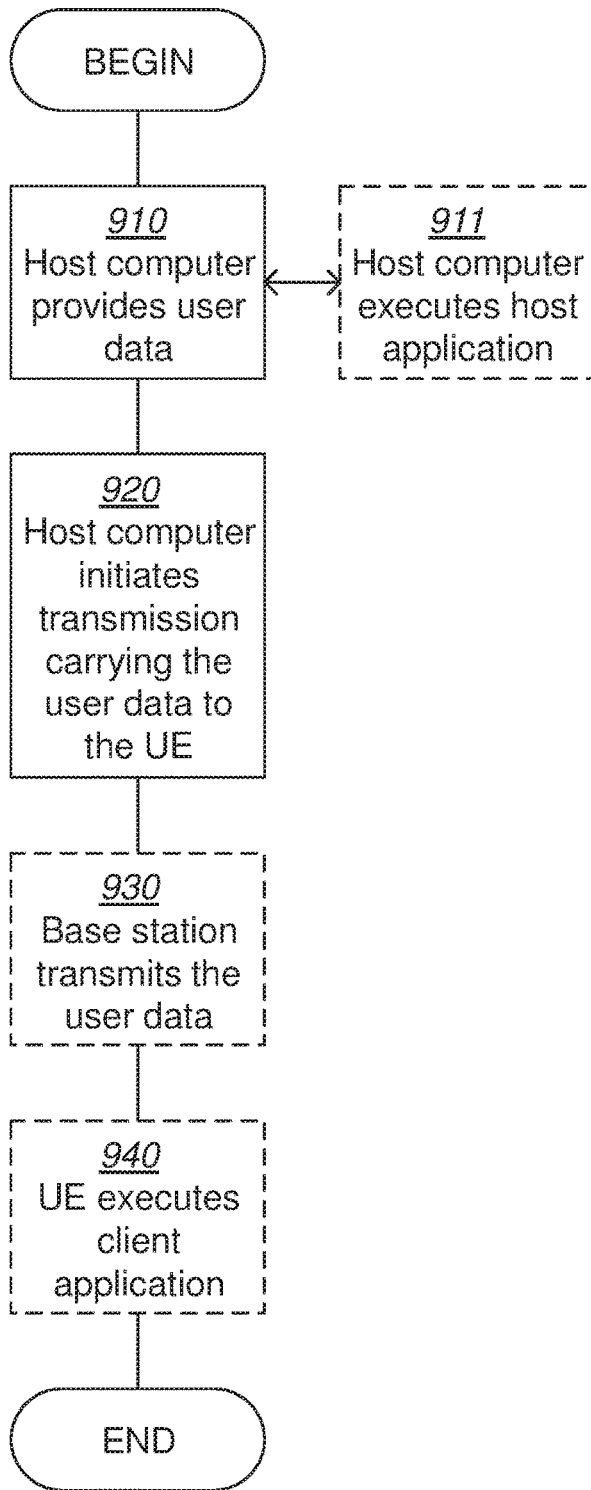 BEGIN
910
Host computer
provides user
data
911
Host computer
executes host
application
920
Host computer
initiates
transmission
carrying the
user data to
the UE
930
Base station
transmits the
user data
940
UE executes
client
application
END